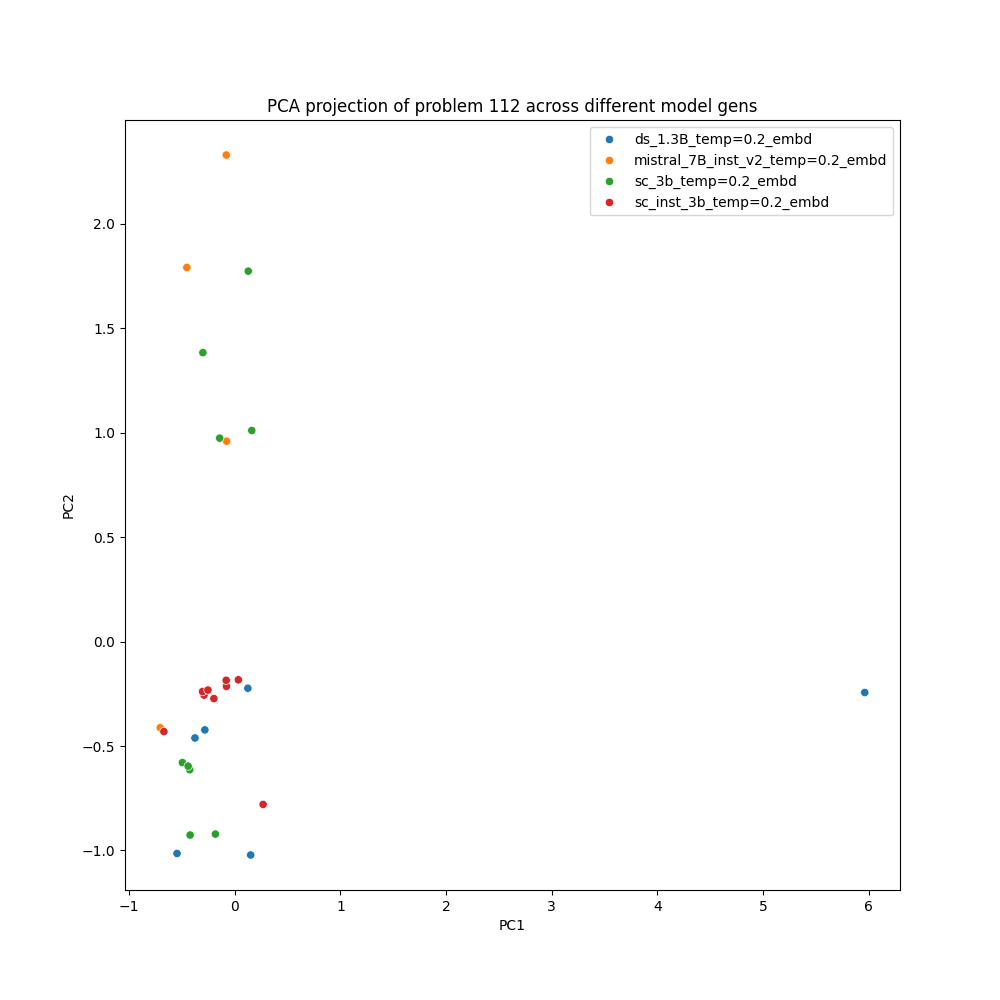 PCA projection of problem 112 across different model gens
ds_1.3B_temp=0.2_embd
mistral_7B_inst_v2_temp=0.2_embd
sc_3b_temp=0.2_embd
sc_inst_3b_temp=0.2_embd
2.0
1.5
1.0
0.5
0.0
−0.5
−1.0
PC2
−1 0 1 2 3 4 5 6
PC1